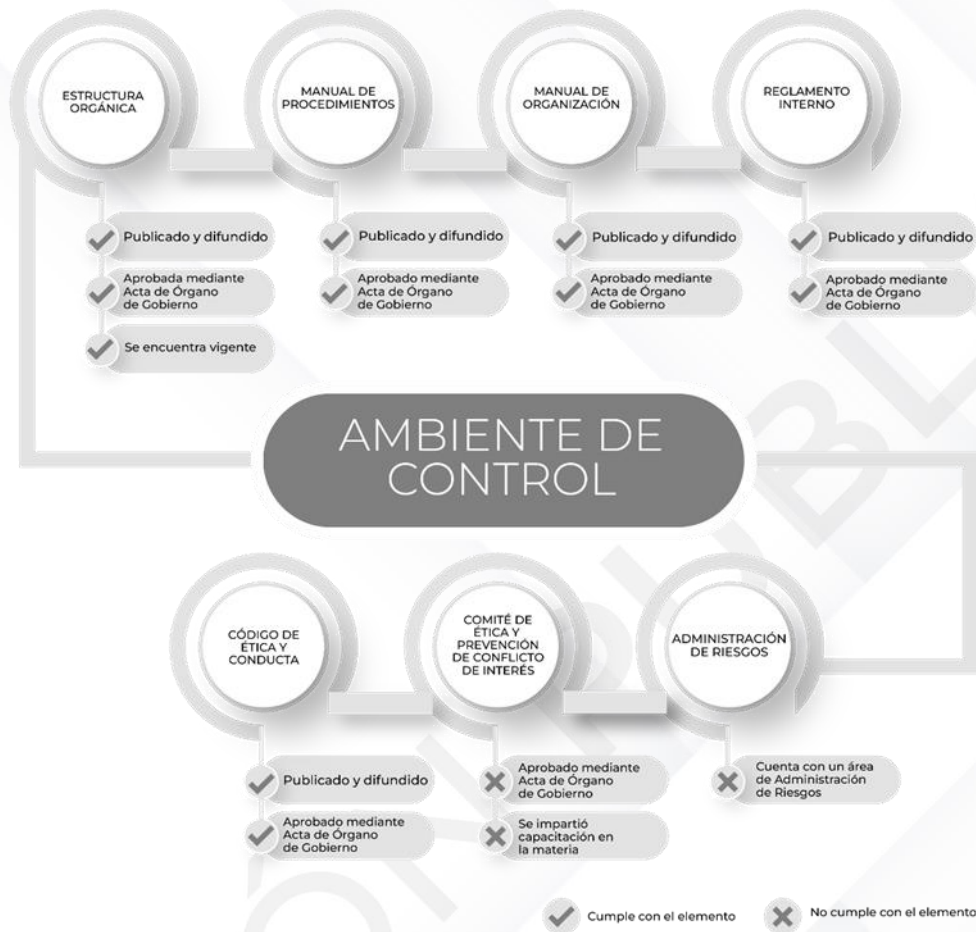 ESTRUCTURA
ORGÁNICA
MANUAL DE
PROCEDIMIENTOS
MANUAL DE
ORGANIZACIÓN
REGLAMENTO
INTERNO
Publicado y difundido
Aprobada mediante
Acta de Órgano
de Gobierno
Se encuentra vigente
Publicado y difundido
Aprobado mediante
Acta de Órgano
de Gobierno
Publicado y difundido
Aprobado mediante
Acta de Órgano
de Gobierno
Publicado y difundido
Aprobado mediante
Acta de Órgano
de Gobierno
AMBIENTE DE
CONTROL
CÓDIGO DE
ÉTICA Y
CONDUCTA
COMITÉ DE
ÉTICA Y
PREVENCIÓN
DE CONFLICTO
DE INTERÉS
ADMINISTRACIÓN
DE RIESGOS
Publicado y difundido
Aprobado mediante
Acta de Órgano
de Gobierno
Aprobado mediante
Acta de Órgano
de Gobierno
Se impartió
capacitación en
la materia
Cuenta con un área
de Administración
de Riesgos
Cumple con el elemento
No cumple con el elemento